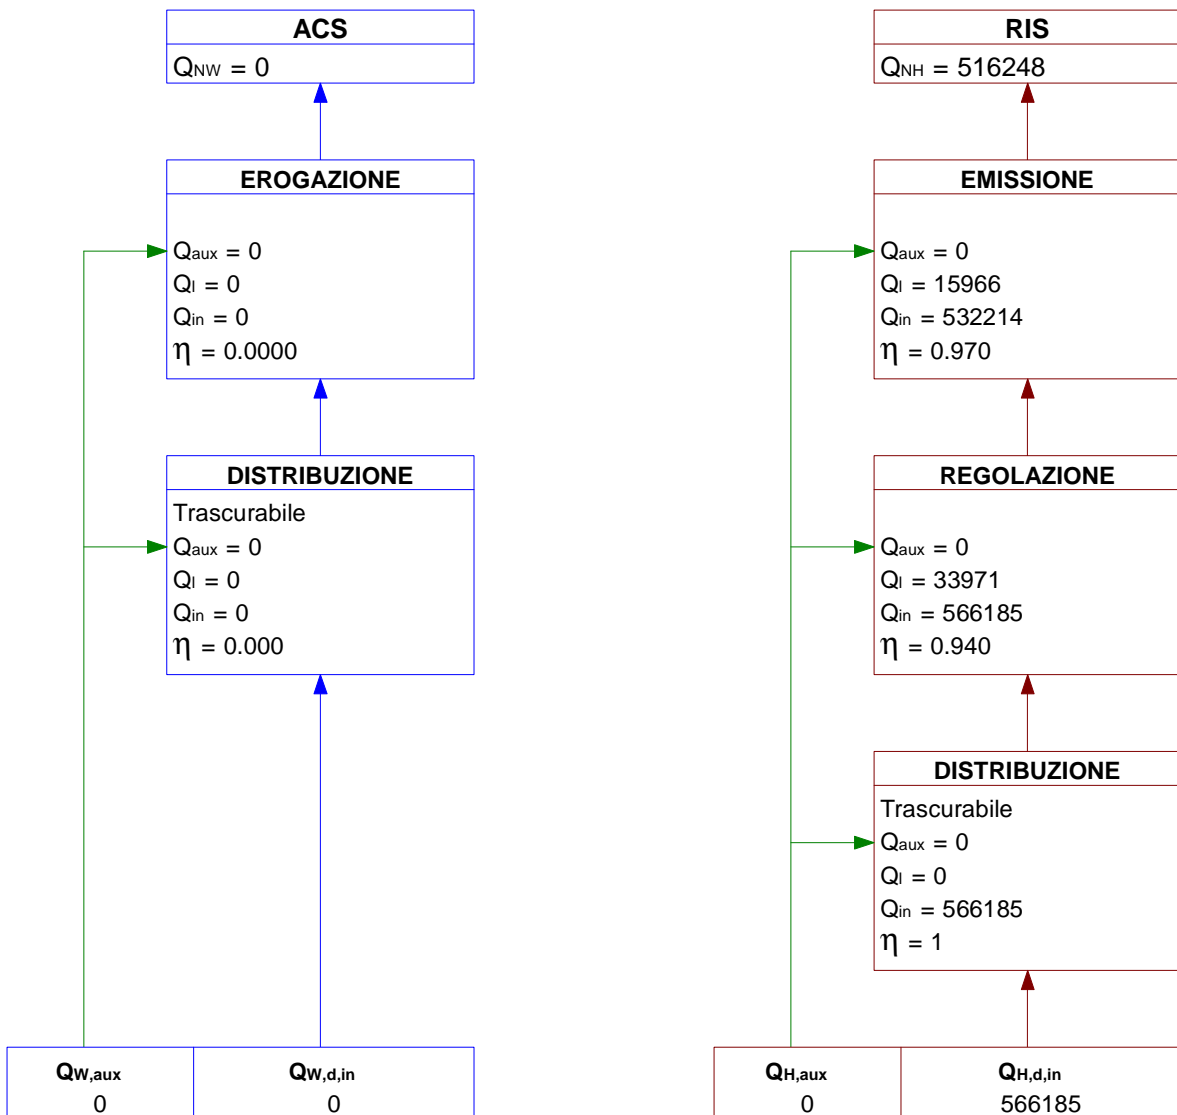 ACS
QNW = 0
EROGAZIONE
Qaux = 0
Ql = 0
Qin = 0
η = 0.0000
DISTRIBUZIONE
Trascurabile
Qaux = 0
Ql = 0
Qin = 0
η = 0.000
QW,aux
0
QW,d,in
0
RIS
QNH = 516248
EMISSIONE
Qaux = 0
Ql = 15966
Qin = 532214
η = 0.970
REGOLAZIONE
Qaux = 0
Ql = 33971
Qin = 566185
η = 0.940
DISTRIBUZIONE
Trascurabile
Qaux = 0
Ql = 0
Qin = 566185
η = 1
QH,aux
0
QH,d,in
566185